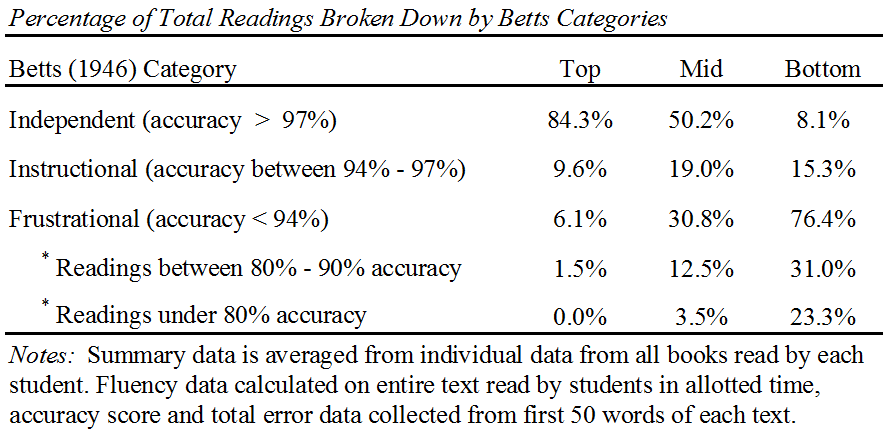 Percentage of Total Readings Broken Down by Betts Categories
Betts (1946) Category Top Mid Bottom
Independent (accuracy > 97%) 84.3% 50.2% 8.1%
Instructional (accuracy between 94% - 97%) 9.6% 19.0% 15.3%
Frustrational (accuracy < 94%) 6.1% 30.8% 76.4%
* Readings between 80% - 90% accuracy 1.5% 12.5% 31.0%
* Readings under 80% accuracy 0.0% 3.5% 23.3%
Notes: Summary data is averaged from individual data from all books read by each
student. Fluency data calculated on entire text read by students in allotted time,
accuracy score and total error data collected from first 50 words of each text.